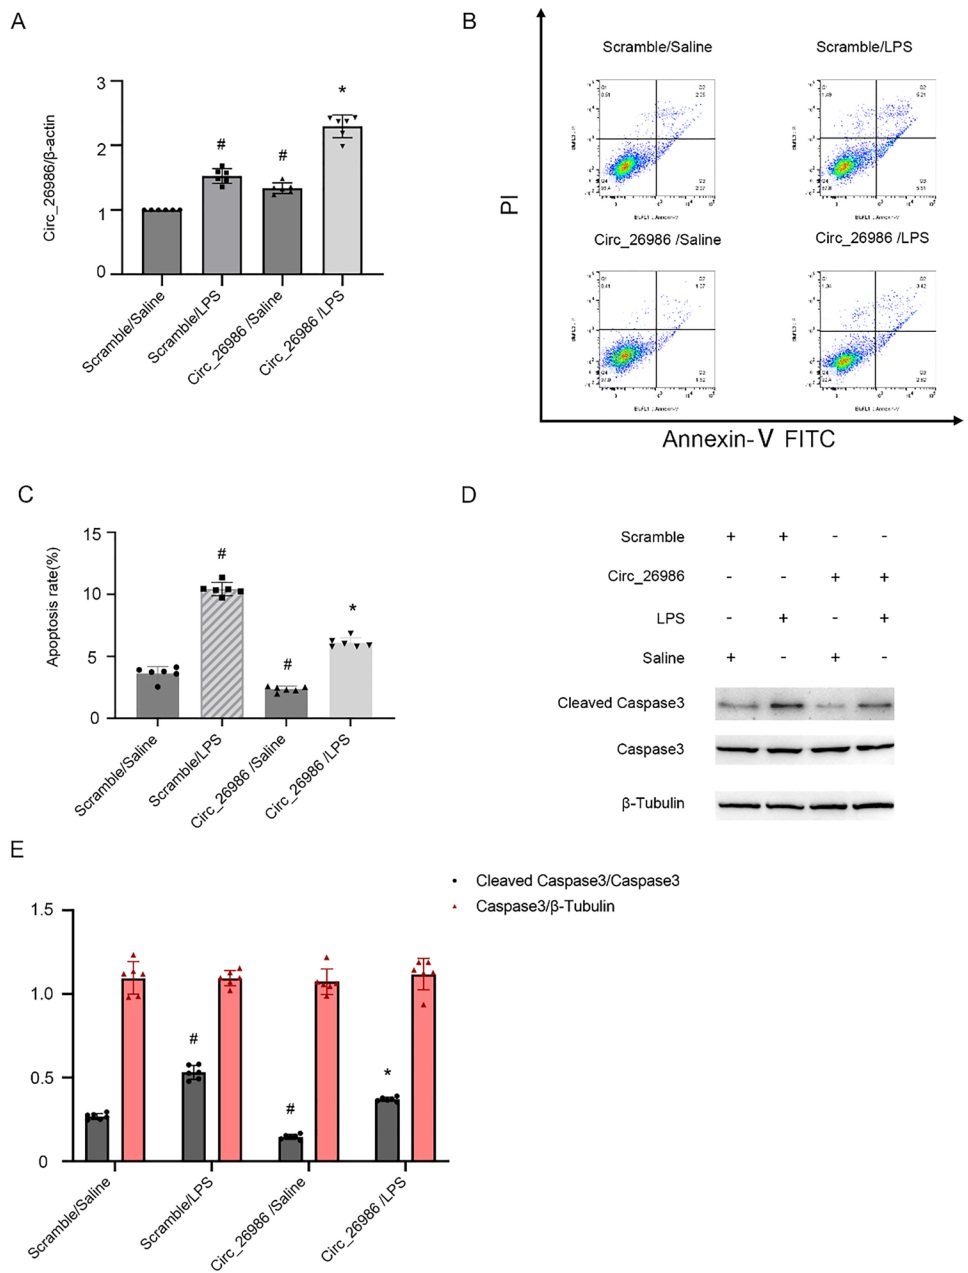 A
3
2
1
0
Circ_26986/β-actin
#
#
*
Scramble/Saline
Scramble/LPS
Circ_26986 /Saline
Circ_26986 /LPS
B
PI
Scramble/Saline
Scramble/LPS
Circ_26986 /Saline
Circ_26986 /LPS
Annexin-V FITC
C
15
10
5
0
Apoptosis rate(%)
#
#
*
Scramble/Saline
Scramble/LPS
Circ_26986 /Saline
Circ_26986 /LPS
D
Scramble + + - -
Circ_26986 - - + +
LPS - + - +
Saline + - + -
Cleaved Caspase3
Caspase3
β-Tubulin
E
Cleaved Caspase3/Caspase3
Caspase3/β-Tubulin
1.5
1.0
0.5
0
#
#
*
Scramble/Saline
Scramble/LPS
Circ_26986 /Saline
Circ_26986 /LPS